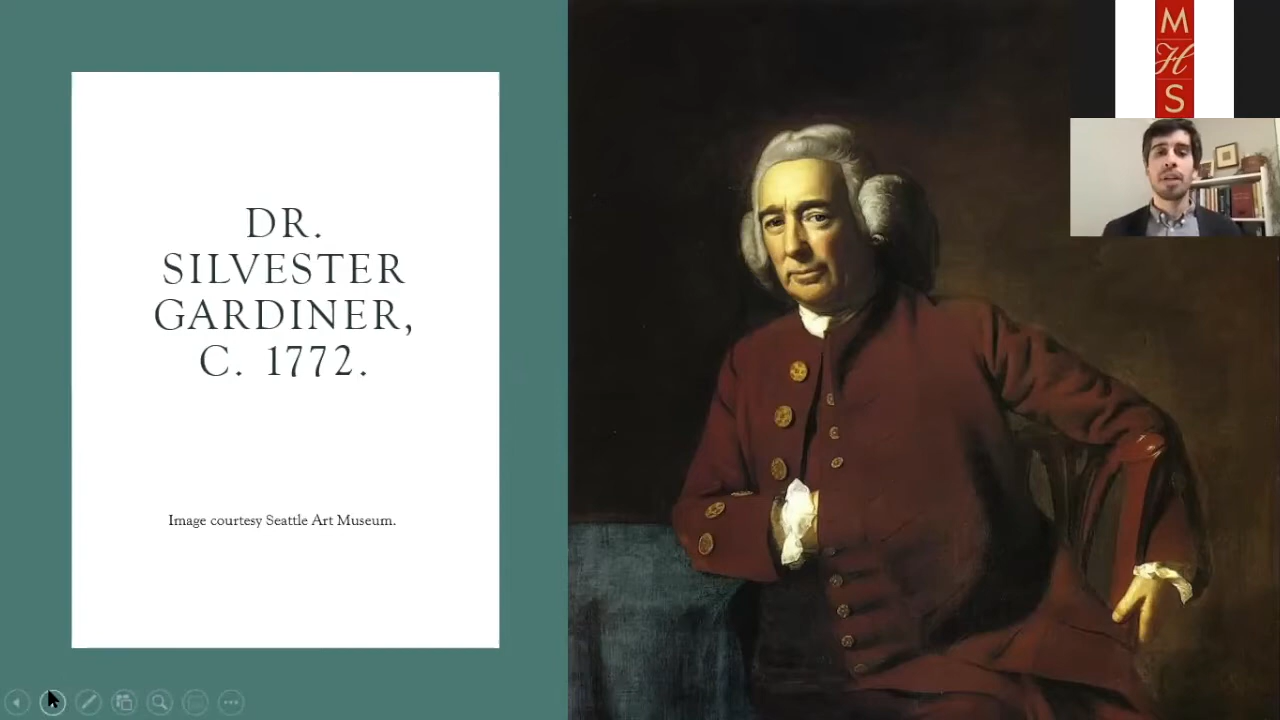 DR.
SILVESTER
GARDINER,
C. 1772.
Image courtesy Seattle Art Museum.
M
H
S